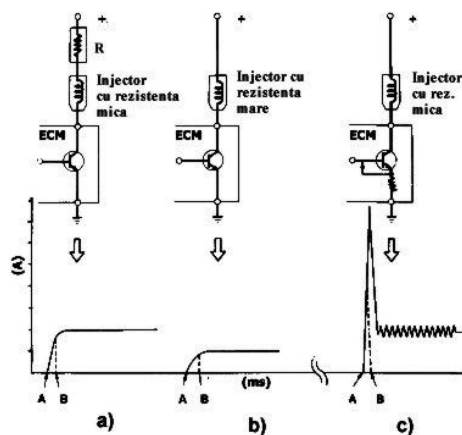 +
R
Injector
cu rezistenta
mica
ECM
+
Injector cu
rezistenta
mare
ECM
+
Injector
cu rez.
mica
ECM
(A)
(ms)
A B
a)
A B
b)
A B
c)